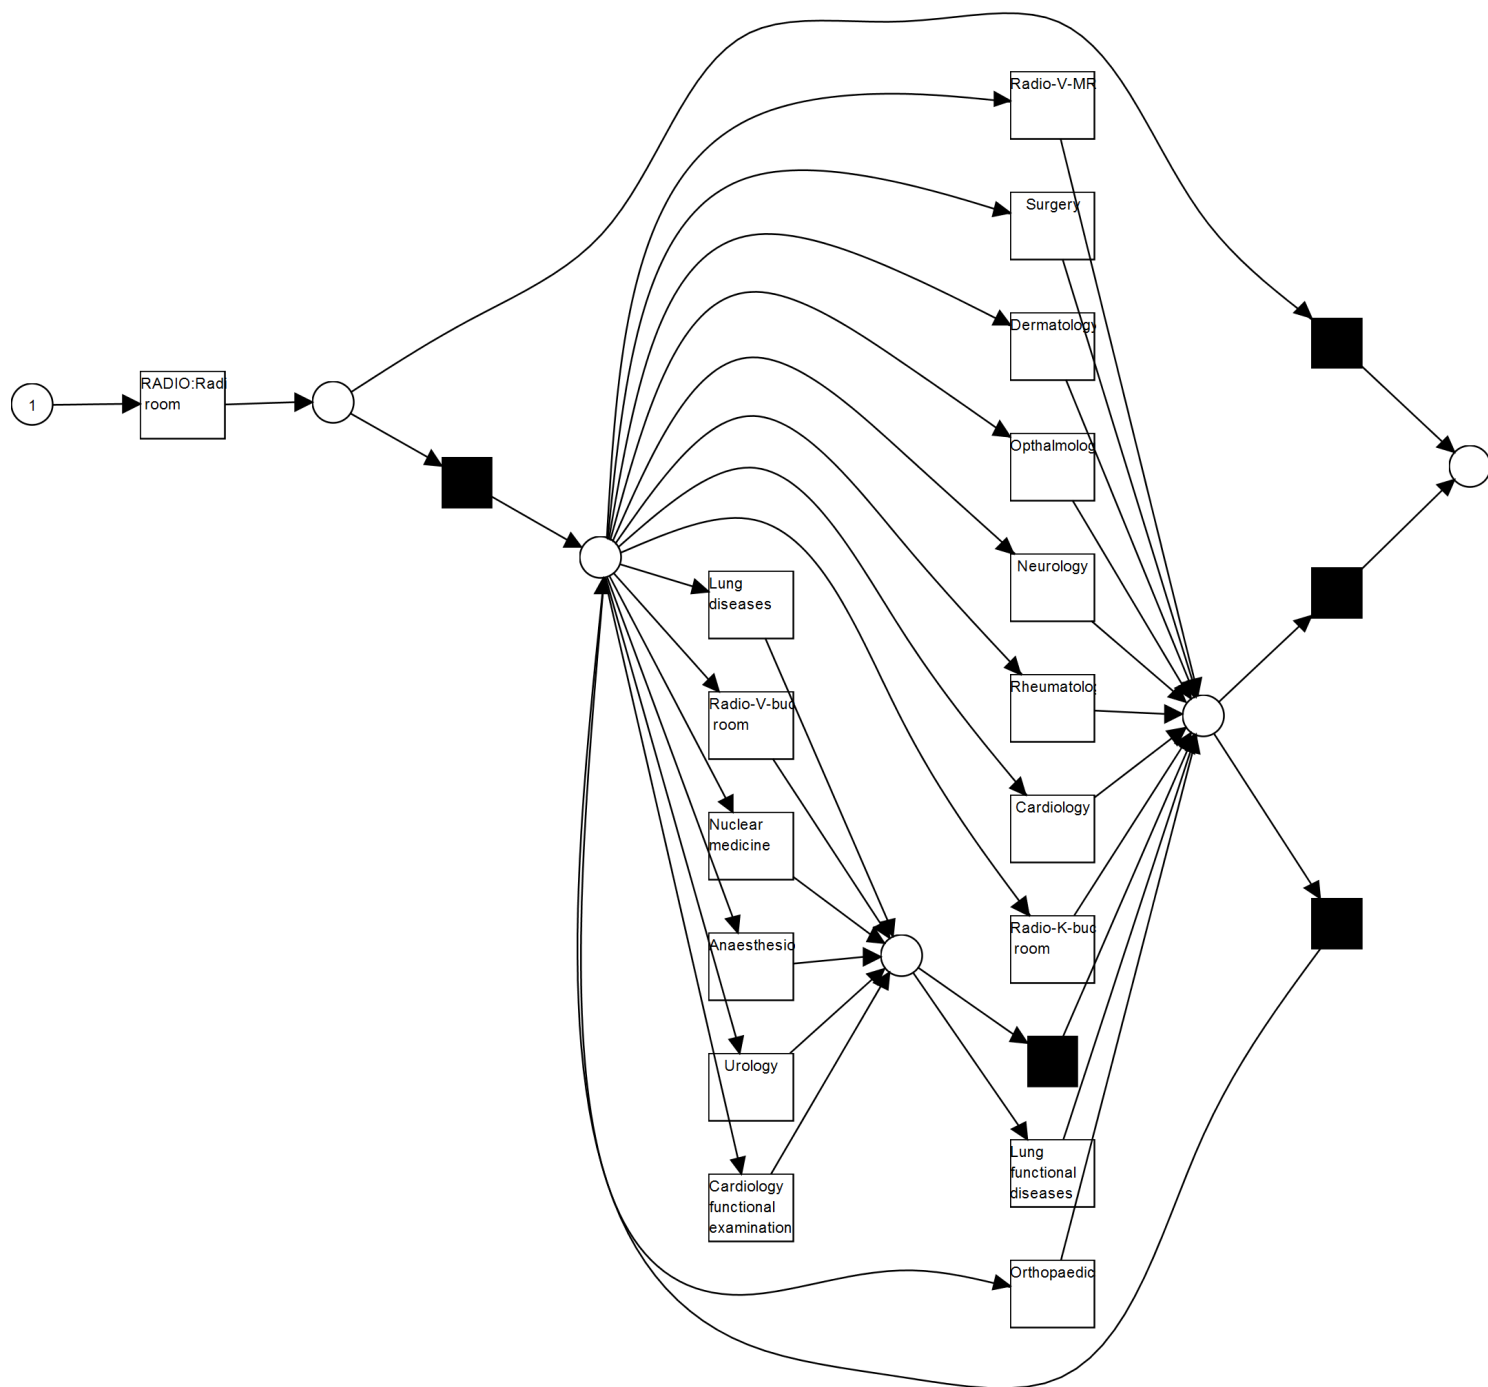 Radio-V-MR
Surgery
Dermatology
1
RADIO:Radi
room
Opthalmolog
Neurology
Lung
diseases
Rheumatolog
Radio-V-buc
room
Cardiology
Nuclear
medicine
Radio-K-buc
room
Anaesthesio
Urology
Lung
functional
diseases
Cardiology
functional
examination
Orthopaedic